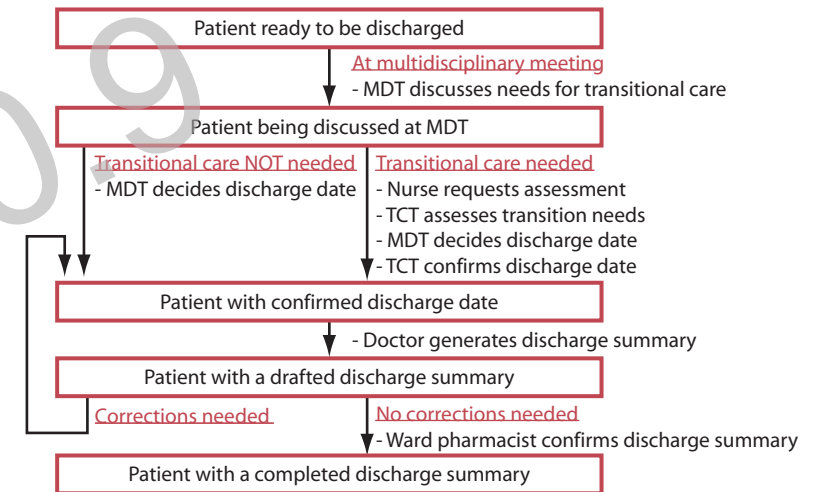 Patient ready to be discharged
At multidisciplinary meeting
- MDT discusses needs for transitional care
Patient being discussed at MDT
Transitional care NOT needed
- MDT decides discharge date
Transitional care needed
- Nurse requests assessment
- TCT assesses transition needs
- MDT decides discharge date
- TCT confirms discharge date
Patient with confirmed discharge date
- Doctor generates discharge summary
Patient with a drafted discharge summary
Corrections needed
No corrections needed
- Ward pharmacist confirms discharge summary
Patient with a completed discharge summary
0.9